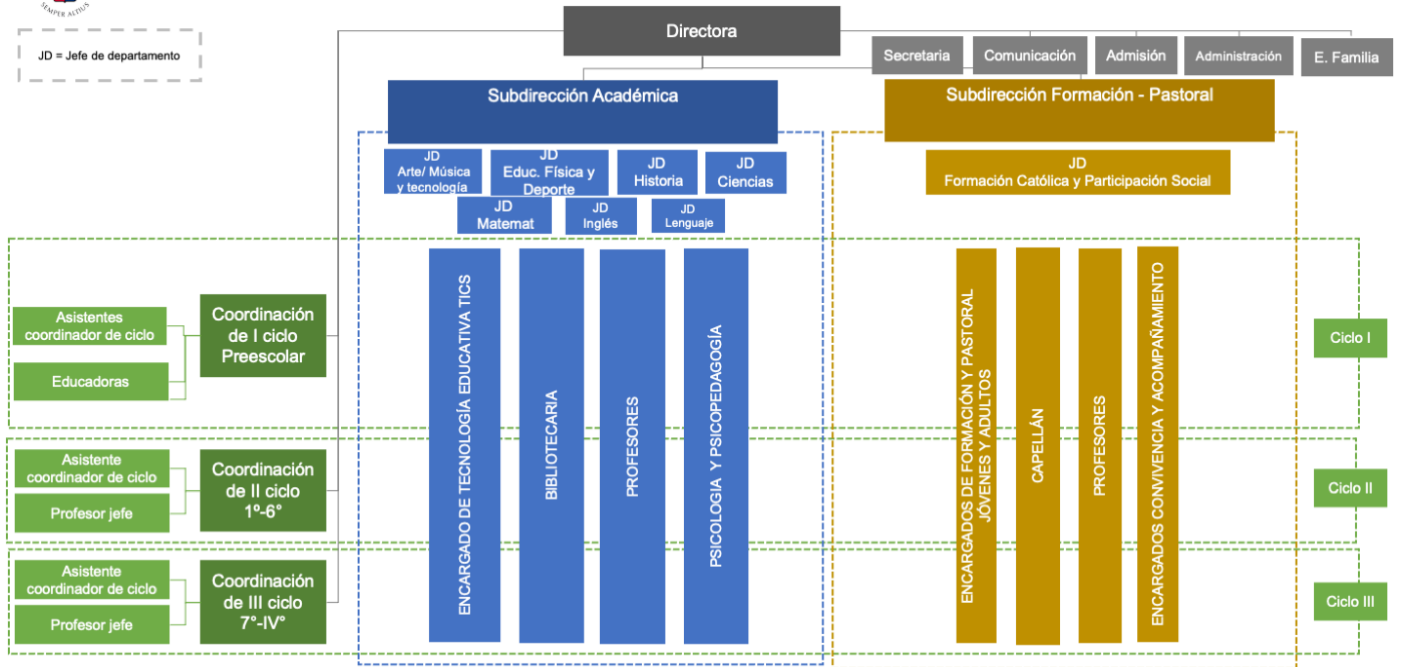 SEMPER ALTIUS
JD = Jefe de departamento
Directora
Secretaria
Comunicación
Admisión
Administración
E. Familia
Subdirección Académica
Subdirección Formación - Pastoral
JD
Arte/ Música
y tecnología
JD
Educ. Física y
Deporte
JD
Historia
JD
Ciencias
JD
Matemat
JD
Inglés
JD
Lenguaje
JD
Formación Católica y Participación Social
Asistentes
coordinador de ciclo
Educadoras
Coordinación
de I ciclo
Preescolar
Asistente
coordinador de ciclo
Profesor jefe
Coordinación
de II ciclo
1º-6°
Asistente
coordinador de ciclo
Profesor jefe
Coordinación
de III ciclo
7°-IV°
ENCARGADO DE TECNOLOGÍA EDUCATIVA TICS
BIBLIOTECARIA
PROFESORES
PSICOLOGIA Y PSICOPEDAGOGÍA
ENCARGADOS DE FORMACIÓN Y PASTORAL
JÓVENES Y ADULTOS
CAPELLÁN
PROFESORES
ENCARGADOS CONVIVENCIA Y ACOMPAÑAMIENTO
Ciclo I
Ciclo II
Ciclo III